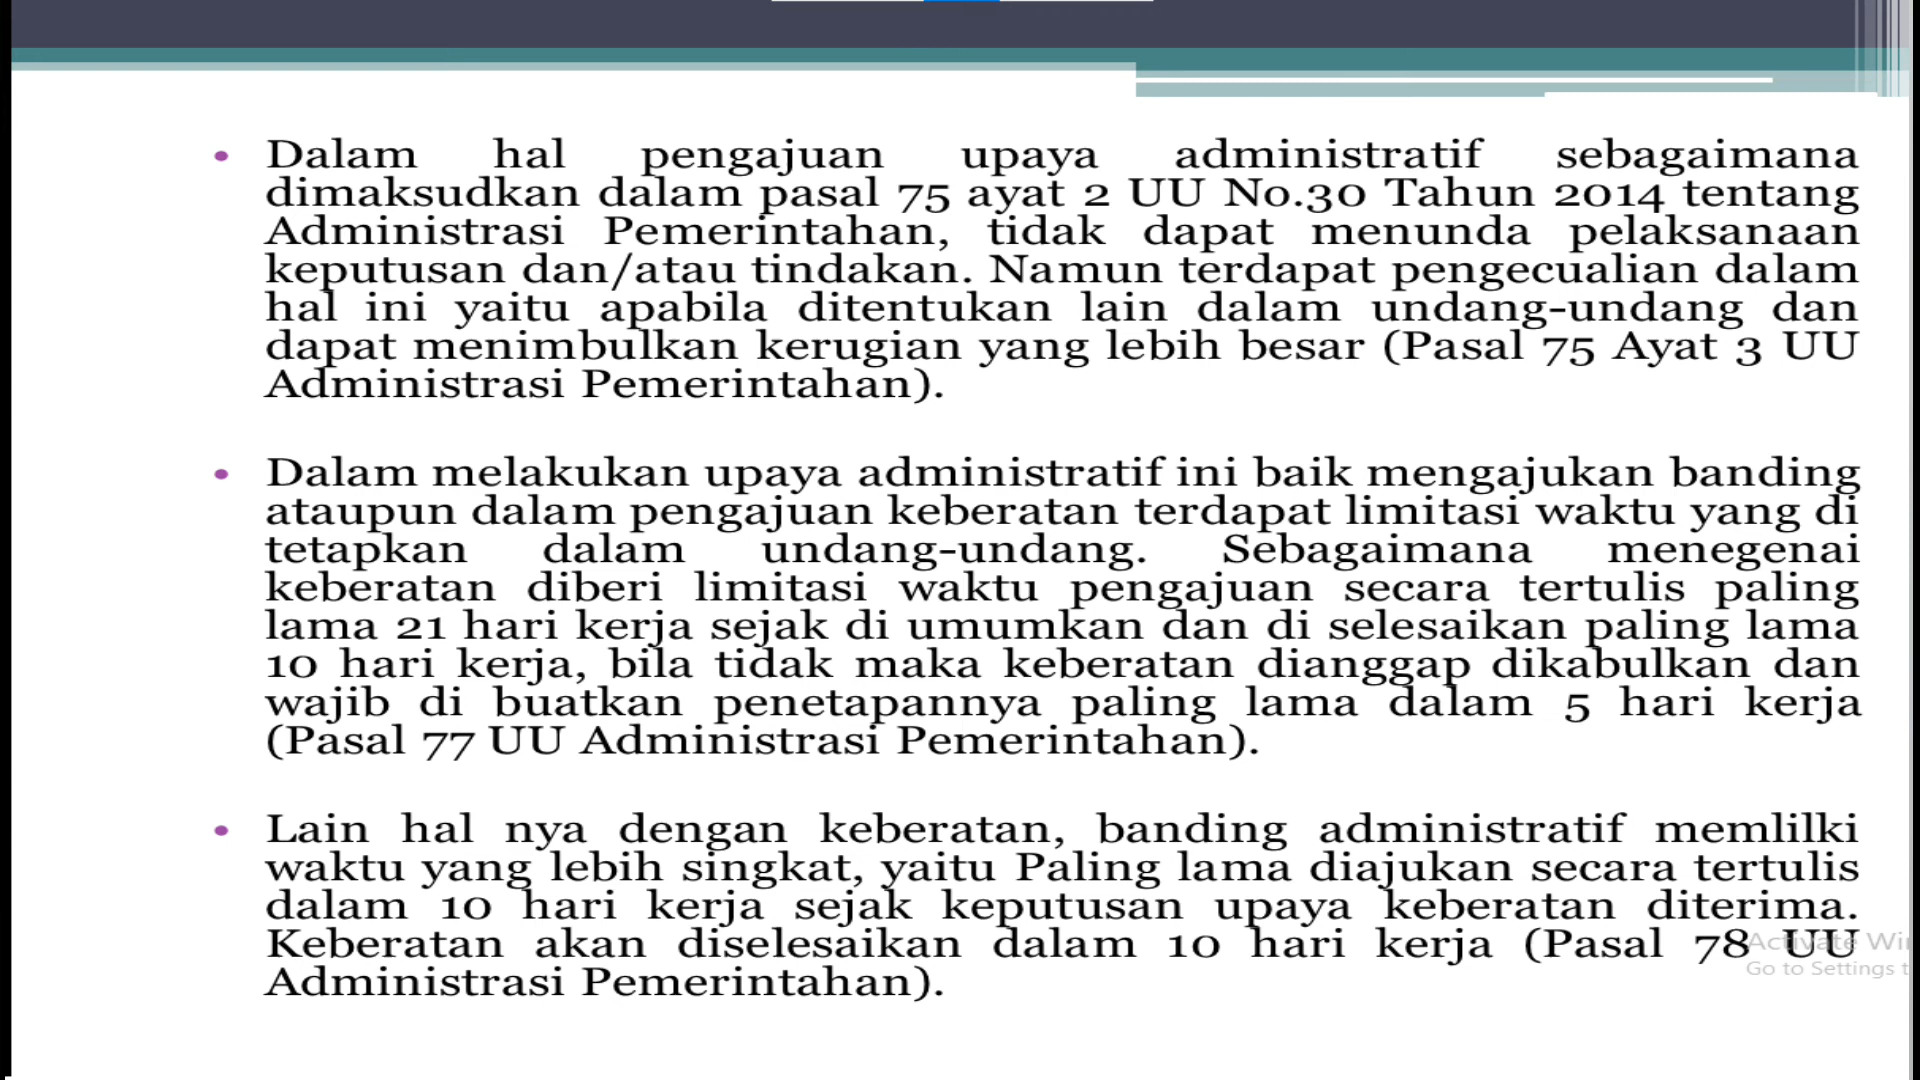 • Dalam hal pengajuan upaya administratif sebagaimana
dimaksudkan dalam pasal 75 ayat 2 UU No.30 Tahun 2014 tentang
Administrasi Pemerintahan, tidak dapat menunda pelaksanaan
keputusan dan/atau tindakan. Namun terdapat pengecualian dalam
hal ini yaitu apabila ditentukan lain dalam undang-undang dan
dapat menimbulkan kerugian yang lebih besar (Pasal 75 Ayat 3 UU
Administrasi Pemerintahan).
• Dalam melakukan upaya administratif ini baik mengajukan banding
ataupun dalam pengajuan keberatan terdapat limitasi waktu yang di
tetapkan dalam undang-undang. Sebagaimana menegenai
keberatan diberi limitasi waktu pengajuan secara tertulis paling
lama 21 hari kerja sejak di umumkan dan di selesaikan paling lama
10 hari kerja, bila tidak maka keberatan dianggap dikabulkan dan
wajib di buatkan penetapannya paling lama dalam 5 hari kerja
(Pasal 77 UU Administrasi Pemerintahan).
• Lain hal nya dengan keberatan, banding administratif memlilki
waktu yang lebih singkat, yaitu Paling lama diajukan secara tertulis
dalam 10 hari kerja sejak keputusan upaya keberatan diterima.
Keberatan akan diselesaikan dalam 10 hari kerja (Pasal 78 UU
Administrasi Pemerintahan).
Activate Wi
Go to Settings t